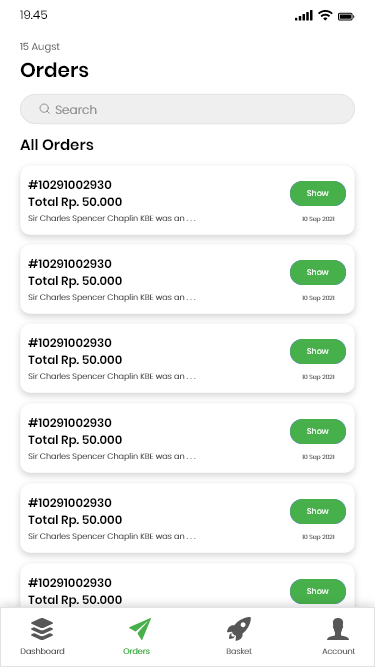 19.45
15 Augst
Orders
Search
All Orders
#10291002930
Total Rp. 50.000
Show
Sir Charles Spencer Chaplin KBE was an . . .
10 Sep 2021
#10291002930
Total Rp. 50.000
Show
Sir Charles Spencer Chaplin KBE was an . . .
10 Sep 2021
#10291002930
Total Rp. 50.000
Show
Sir Charles Spencer Chaplin KBE was an . . .
10 Sep 2021
#10291002930
Total Rp. 50.000
Show
Sir Charles Spencer Chaplin KBE was an . . .
10 Sep 2021
#10291002930
Total Rp. 50.000
Show
Sir Charles Spencer Chaplin KBE was an . . .
10 Sep 2021
#10291002930
Total Rp. 50.000
Show
Dashboard
Orders
Basket
Account